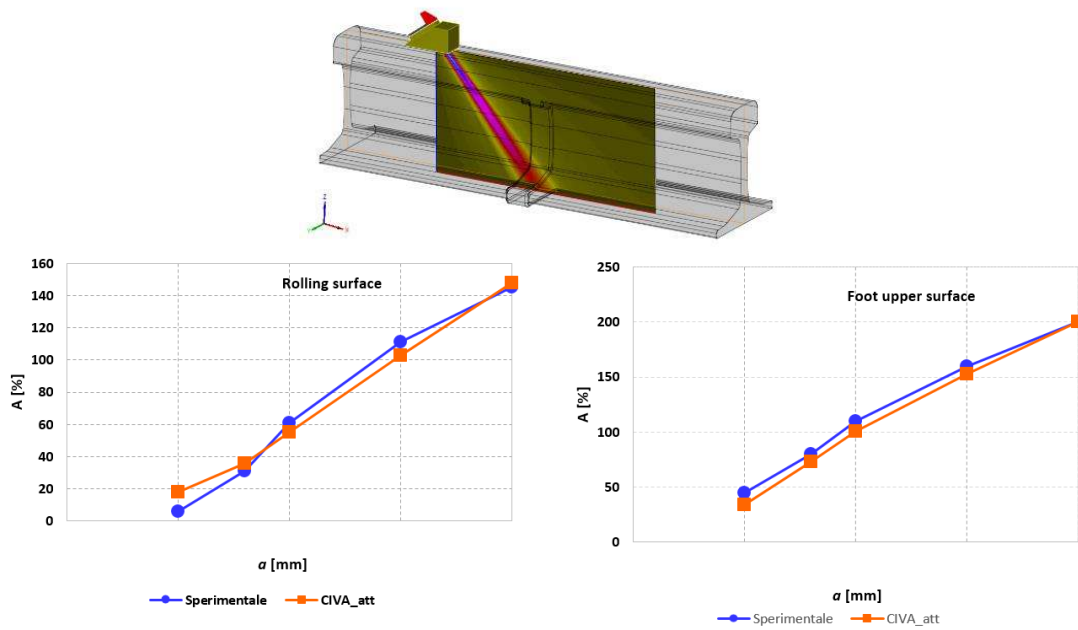 Z
Y
X
160
Rolling surface
140
120
100
80
60
40
20
0
A [%]
a [mm]
Sperimentale
CIVA_att
250
Foot upper surface
200
150
100
50
0
A [%]
a [mm]
Sperimentale
CIVA_att